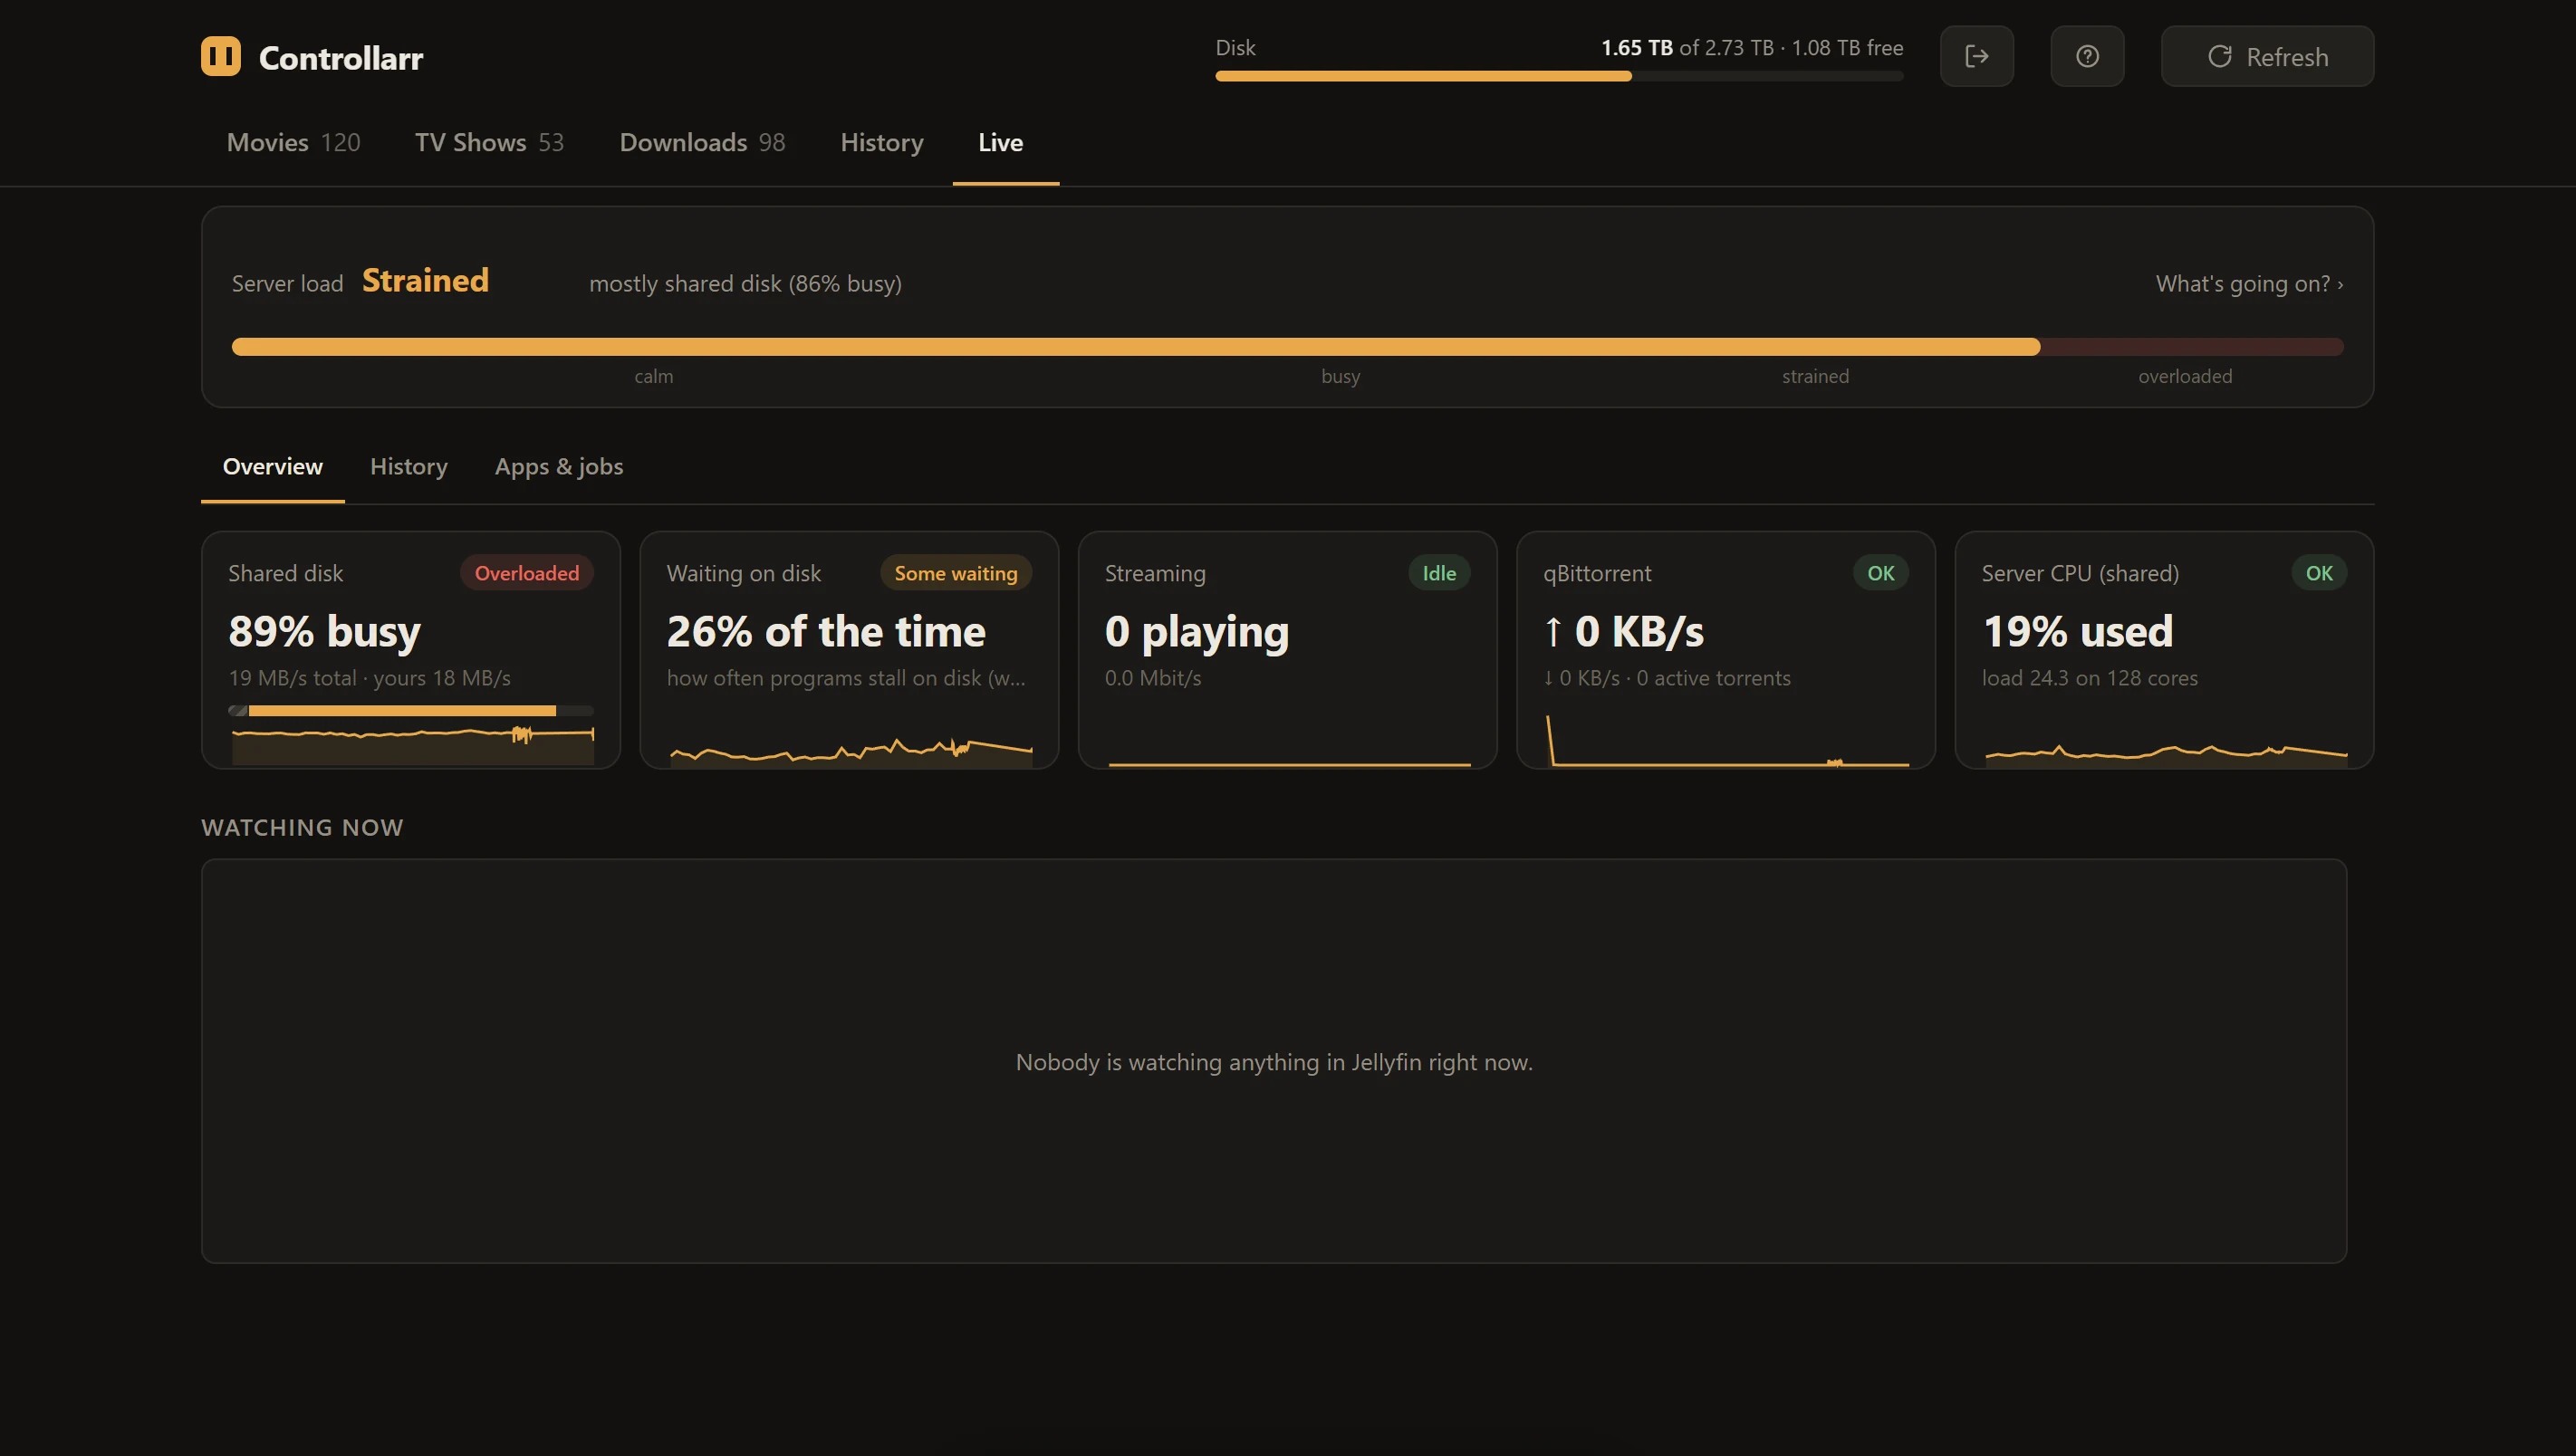 Controllarr
Disk 1.65 TB of 2.73 TB · 1.08 TB free
Refresh
Movies 120 TV Shows 53 Downloads 98 History Live
Server load Strained mostly shared disk (86% busy) What's going on? ›
calm busy strained overloaded
Overview History Apps & jobs
Shared disk Overloaded
89% busy
19 MB/s total · yours 18 MB/s
Waiting on disk Some waiting
26% of the time
how often programs stall on disk (w...
Streaming Idle
0 playing
0.0 Mbit/s
qBittorrent OK
↑ 0 KB/s
↓ 0 KB/s · 0 active torrents
Server CPU (shared) OK
19% used
load 24.3 on 128 cores
WATCHING NOW
Nobody is watching anything in Jellyfin right now.